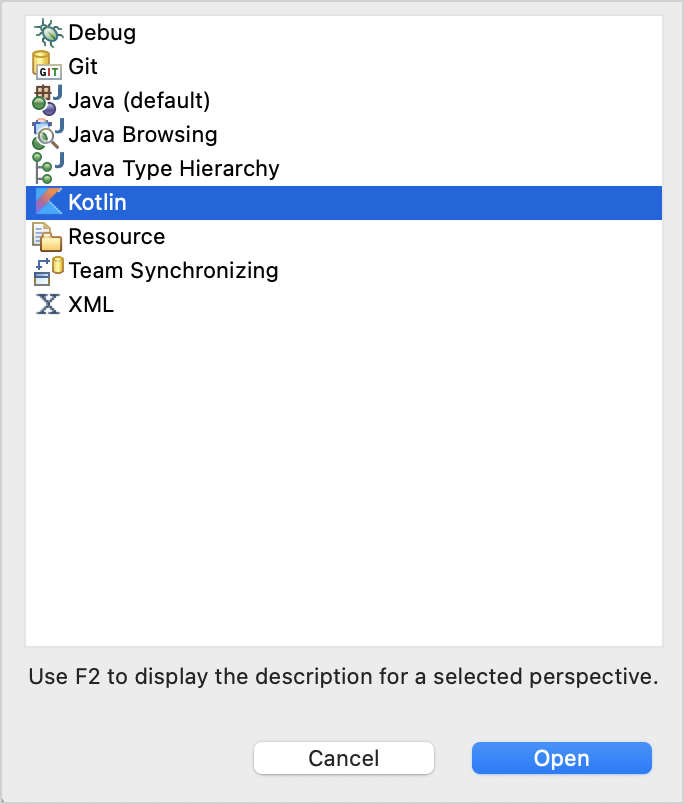 Debug
GIT
Git
Java (default)
Java Browsing
Java Type Hierarchy
Kotlin
Resource
Team Synchronizing
XML
Use F2 to display the description for a selected perspective.
Cancel
Open